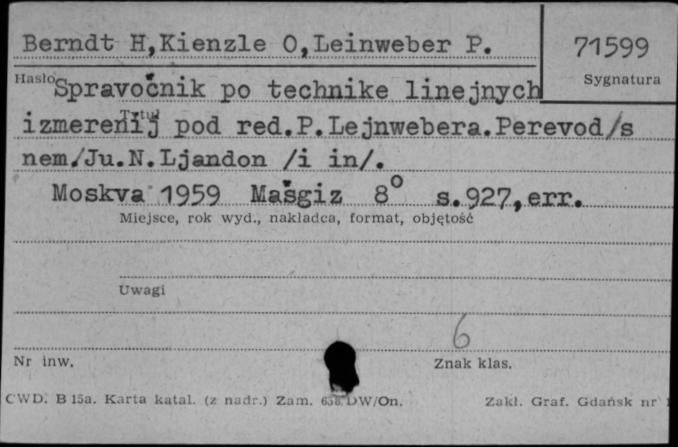 Berndt H,Kienzle O,Leinweber P.
71599
Hasło
Sygnatura
Spravočnik po technike linejnych
Tytuł
izmerenij pod red.P.Lejnwebera.Perevod/s
nem./Ju.N.Ljandon /i in/.
Moskva 1959 Mašgiz 8° s.927,err.
Miejsce, rok wyd., nakładca, format, objętość
Uwagi
6
Nr inw.
Znak klas.
CWD. B 15a. Karta katal. (z nadr.) Zam. DW/On.
Zakł. Graf. Gdańsk nr